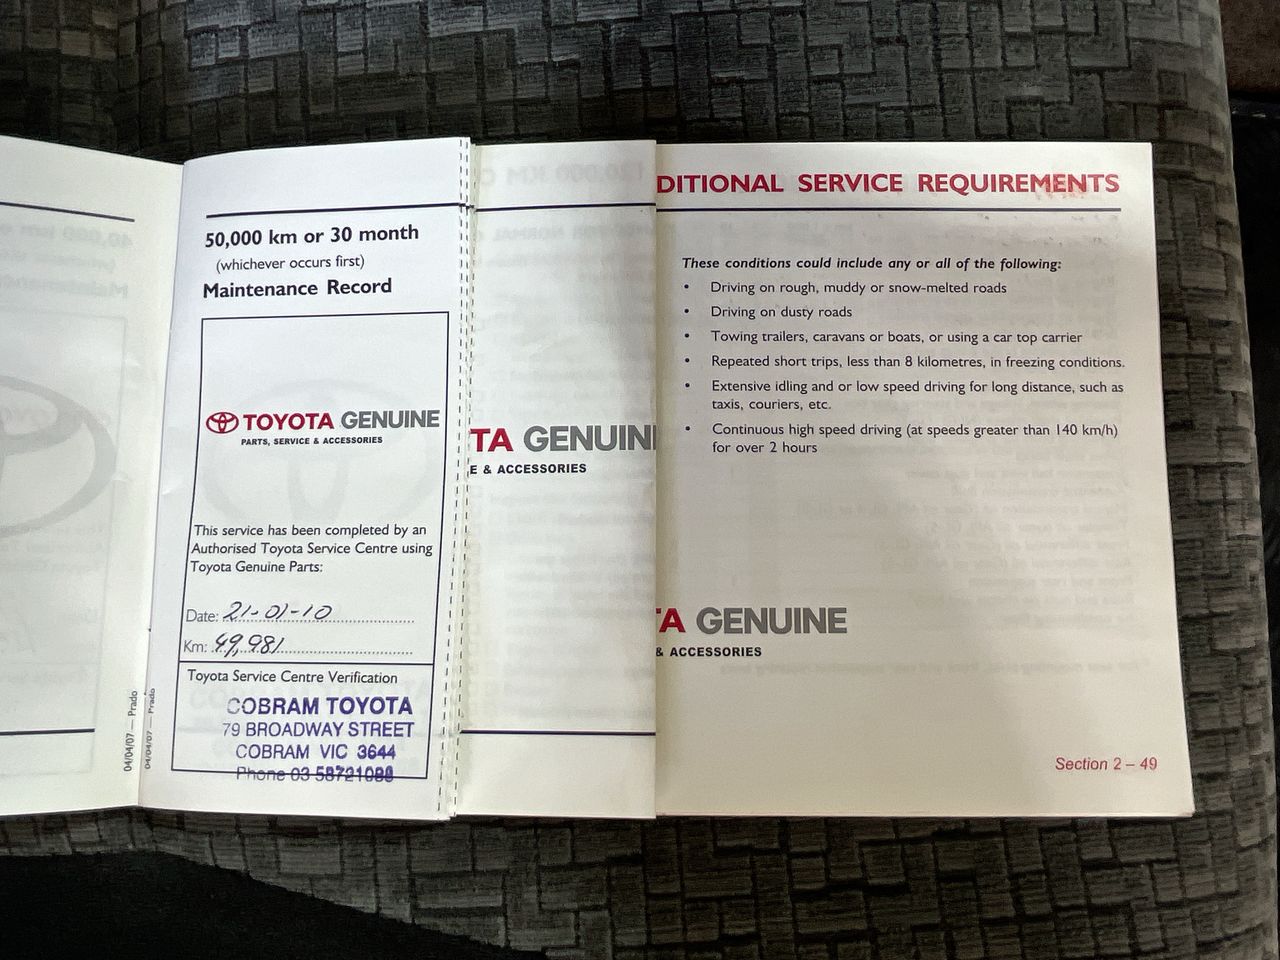 50,000 km or 30 month
(whichever occurs first)
Maintenance Record
TOYOTA GENUINE
PARTS, SERVICE & ACCESSORIES
This service has been completed by an
Authorised Toyota Service Centre using
Toyota Genuine Parts:
Date: 21-01-10
Km: 49,981
Toyota Service Centre Verification
COBRAM TOYOTA
79 BROADWAY STREET
COBRAM VIC 3644
Phone 03
04/04/07 — Prado
04/04/07 — Prado
TA GENUIN
E & ACCESSORIES
DITIONAL SERVICE REQUIREMENTS
These conditions could include any or all of the following:
• Driving on rough, muddy or snow-melted roads
• Driving on dusty roads
• Towing trailers, caravans or boats, or using a car top carrier
• Repeated short trips, less than 8 kilometres, in freezing conditions.
• Extensive idling and or low speed driving for long distance, such as
taxis, couriers, etc.
• Continuous high speed driving (at speeds greater than 140 km/h)
for over 2 hours
TA GENUINE
& ACCESSORIES
Section 2 – 49